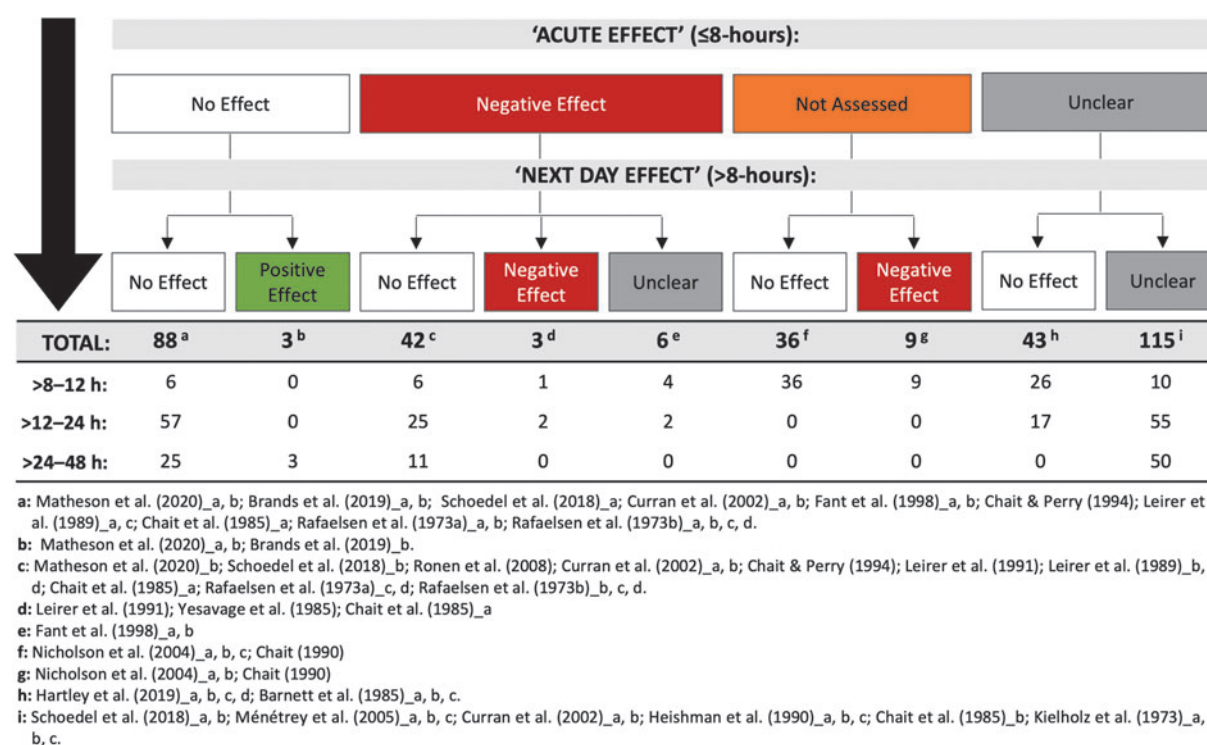 ‘ACUTE EFFECT’ (≤8-hours):
No Effect Negative Effect Not Assessed Unclear
‘NEXT DAY EFFECT’ (>8-hours):
No Effect Positive Effect No Effect Negative Effect Unclear No Effect Negative Effect No Effect Unclear
TOTAL: 88 a 3 b 42 c 3 d 6 e 36 f 9 g 43 h 115 i
>8–12 h: 6 0 6 1 4 36 9 26 10
>12–24 h: 57 0 25 2 2 0 0 17 55
>24–48 h: 25 3 11 0 0 0 0 0 50
a: Matheson et al. (2020)_a, b; Brands et al. (2019)_a, b; Schoedel et al. (2018)_a; Curran et al. (2002)_a, b; Fant et al. (1998)_a, b; Chait & Perry (1994); Leirer et
al. (1989)_a, c; Chait et al. (1985)_a; Rafaelsen et al. (1973a)_a, b; Rafaelsen et al. (1973b)_a, b, c, d.
b: Matheson et al. (2020)_a, b; Brands et al. (2019)_b.
c: Matheson et al. (2020)_b; Schoedel et al. (2018)_b; Ronen et al. (2008); Curran et al. (2002)_a, b; Chait & Perry (1994); Leirer et al. (1991); Leirer et al. (1989)_b,
d; Chait et al. (1985)_a; Rafaelsen et al. (1973a)_c, d; Rafaelsen et al. (1973b)_b, c, d.
d: Leirer et al. (1991); Yesavage et al. (1985); Chait et al. (1985)_a
e: Fant et al. (1998)_a, b
f: Nicholson et al. (2004)_a, b, c; Chait (1990)
g: Nicholson et al. (2004)_a, b; Chait (1990)
h: Hartley et al. (2019)_a, b, c, d; Barnett et al. (1985)_a, b, c.
i: Schoedel et al. (2018)_a, b; Ménétrey et al. (2005)_a, b, c; Curran et al. (2002)_a, b; Heishman et al. (1990)_a, b, c; Chait et al. (1985)_b; Kielholz et al. (1973)_a,
b, c.